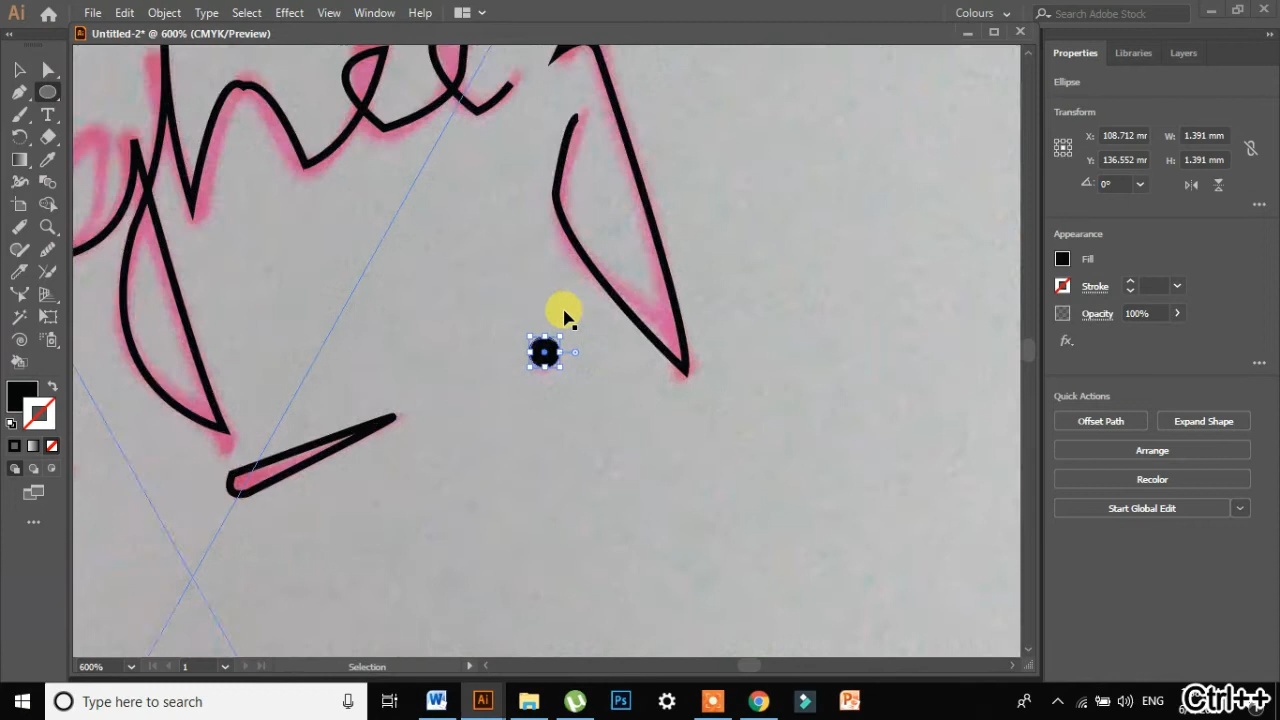 Ai
File Edit Object Type Select Effect View Window Help
Colours
Search Adobe Stock
Ai Untitled-2* @ 600% (CMYK/Preview)
Properties Libraries Layers
Ellipse
Transform
X: 108.712 mr W: 1.391 mm
Y: 136.552 mr H: 1.391 mm
0°
Appearance
Fill
Stroke
Opacity 100%
fx.
Quick Actions
Offset Path Expand Shape
Arrange
Recolor
Start Global Edit
T
600% 1 Selection
Type here to search
W Ai Ps P
ENG
Ctrl++